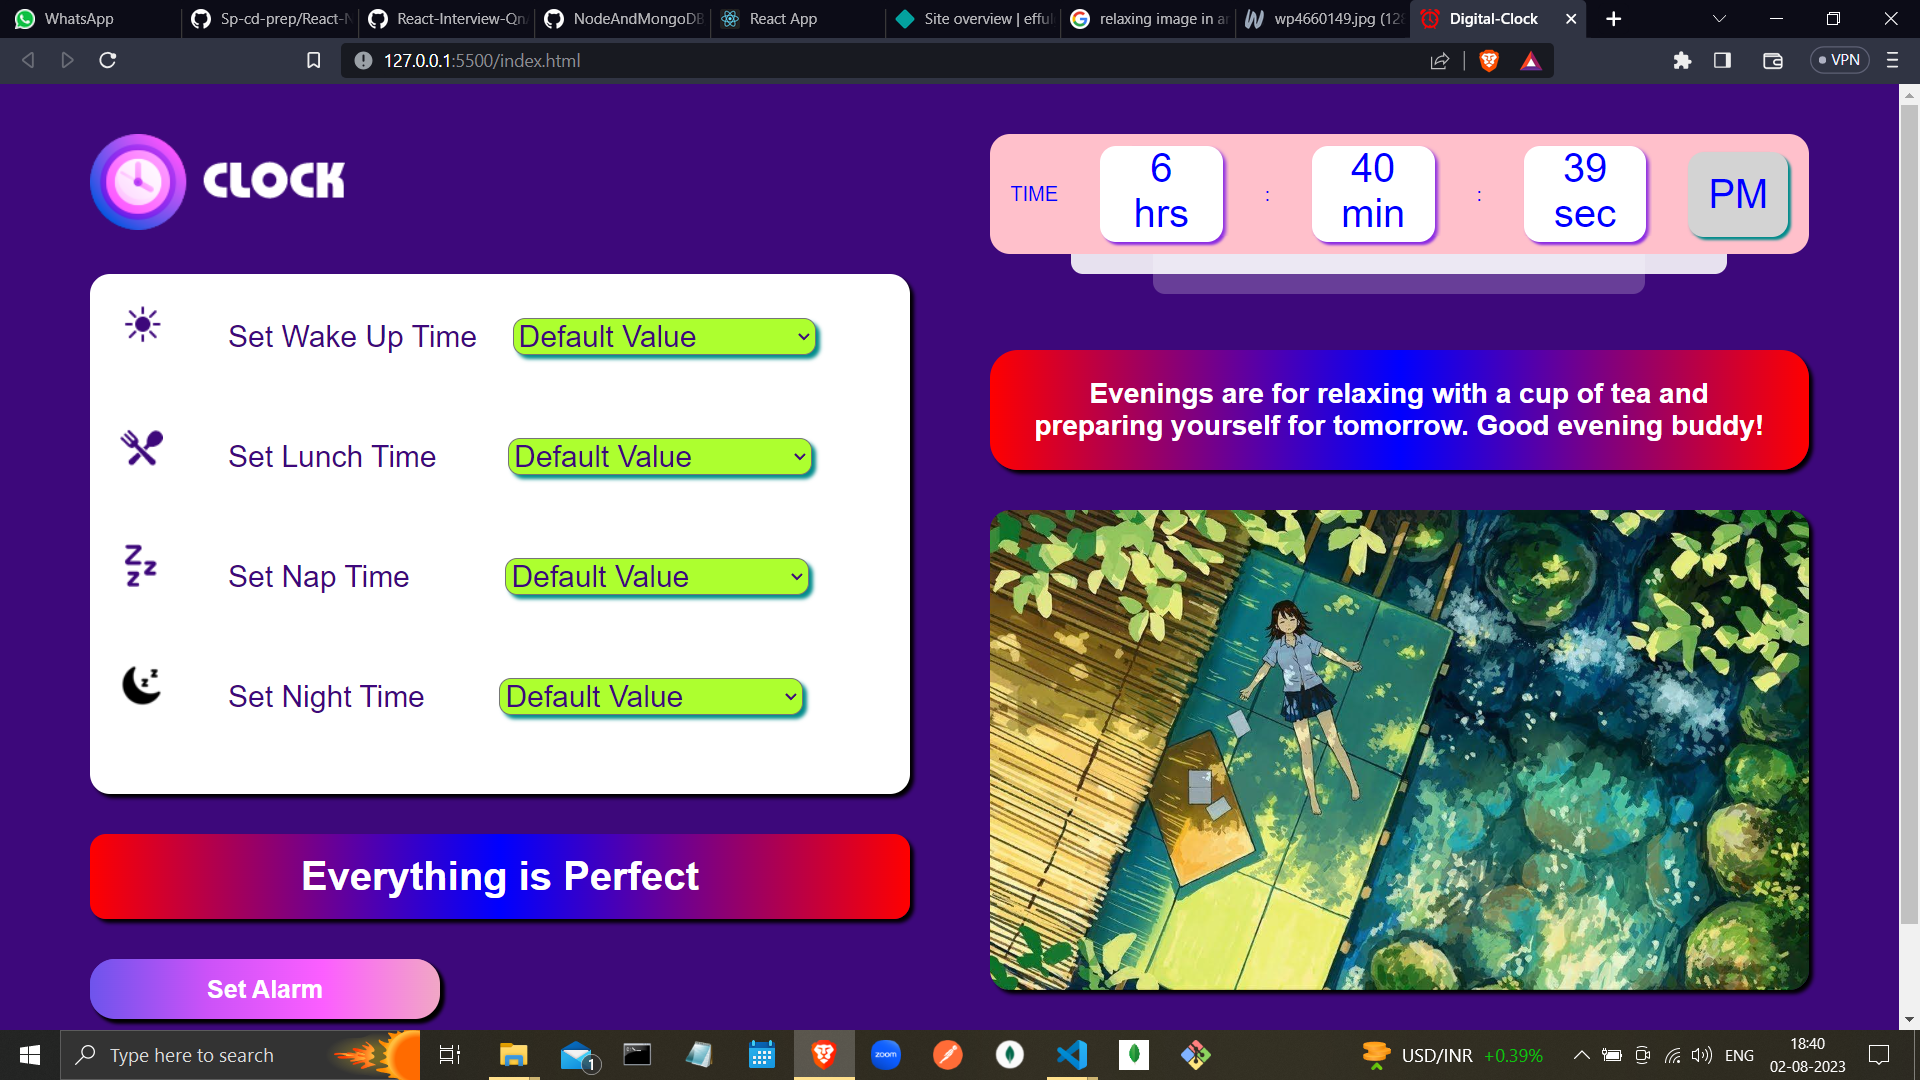 WhatsApp
Sp-cd-prep/React-N
React-Interview-Qn
NodeAndMongoDB
React App
Site overview | efful
relaxing image in an
wp4660149.jpg (128
Digital-Clock
127.0.0.1:5500/index.html
VPN
CLOCK
TIME
6
hrs
:
40
min
:
39
sec
PM
Set Wake Up Time
Default Value
Set Lunch Time
Default Value
Set Nap Time
Default Value
Set Night Time
Default Value
Evenings are for relaxing with a cup of tea and
preparing yourself for tomorrow. Good evening buddy!
Everything is Perfect
Set Alarm
Type here to search
1
zoom
USD/INR +0.39%
ENG
18:40
02-08-2023